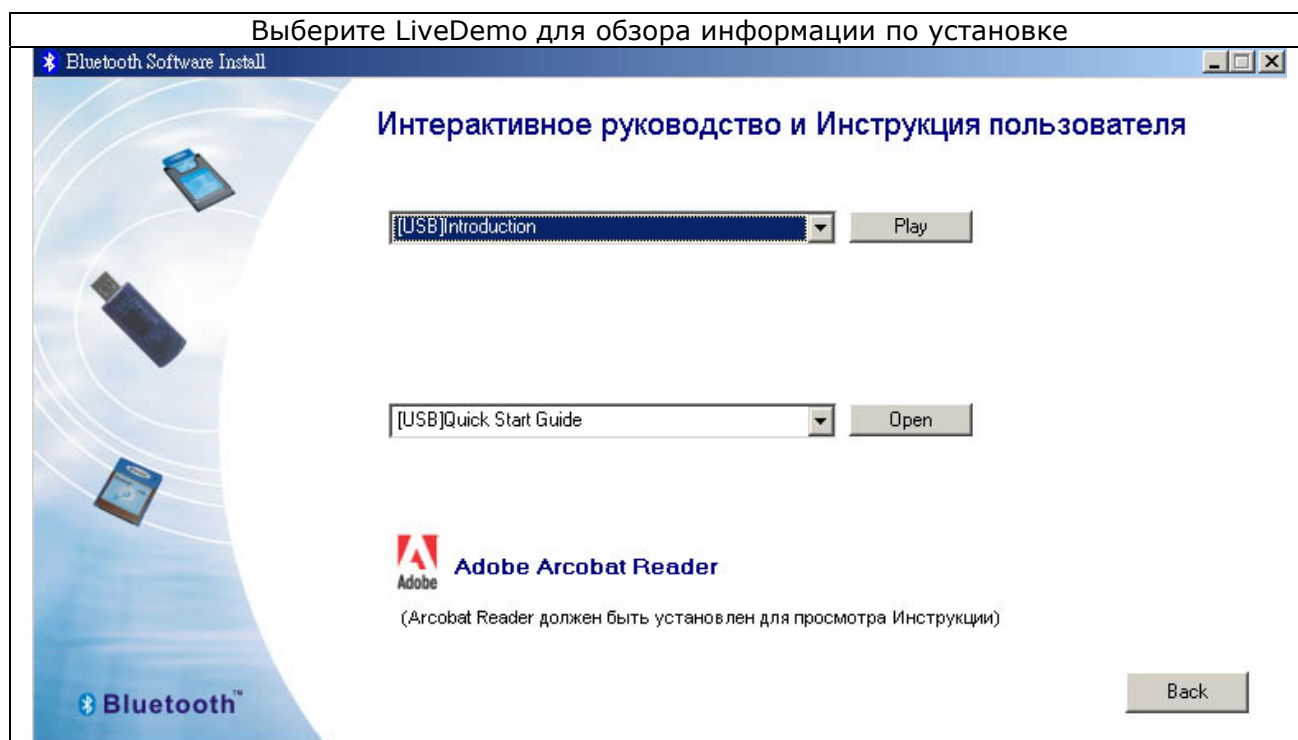 Выберите LiveDemo для обзора информации по установке
Bluetooth Software Install
Интерактивное руководство и Инструкция пользователя
[USB]Introduction
Play
[USB]Quick Start Guide
Open
Adobe
Adobe Arcobat Reader
(Arcobat Reader должен быть установлен для просмотра Инструкции)
Back
Bluetooth™